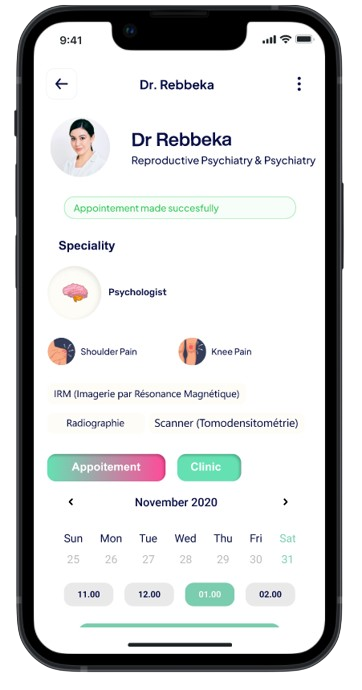 9:41
Dr. Rebbeka
Dr Rebbeka
Reproductive Psychiatry & Psychiatry
Appointement made succesfully
Speciality
Psychologist
Shoulder Pain Knee Pain
IRM (Imagerie par Résonance Magnétique)
Radiographie Scanner (Tomodensitométrie)
Appoitement Clinic
November 2020
Sun Mon Tue Wed Thu Fri Sat
25 26 27 28 29 30 31
11.00 12.00 01.00 02.00